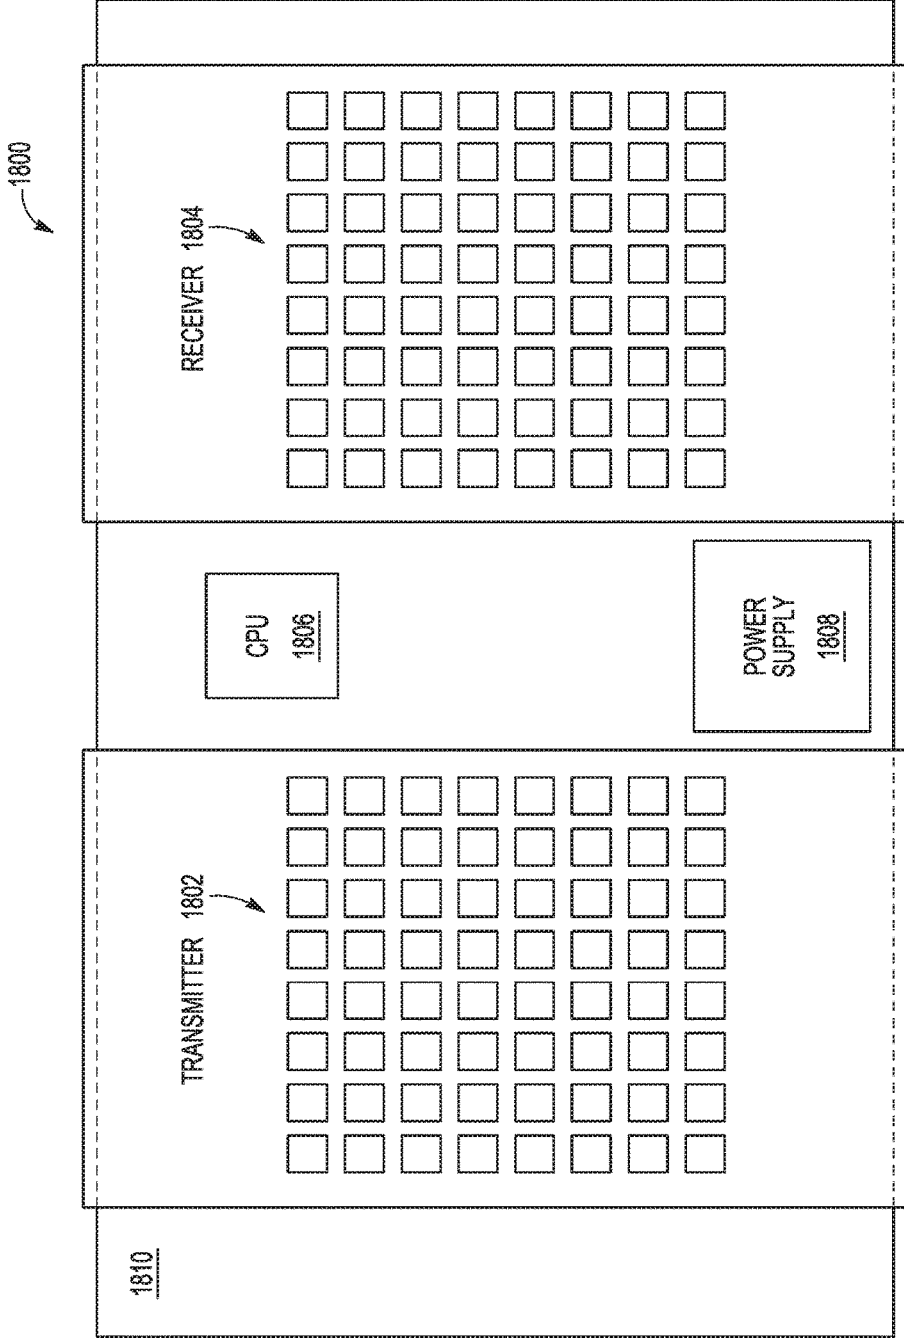 1800
TRANSMITTER 1802
RECEIVER 1804
CPU
1806
POWER
SUPPLY
1808
1810